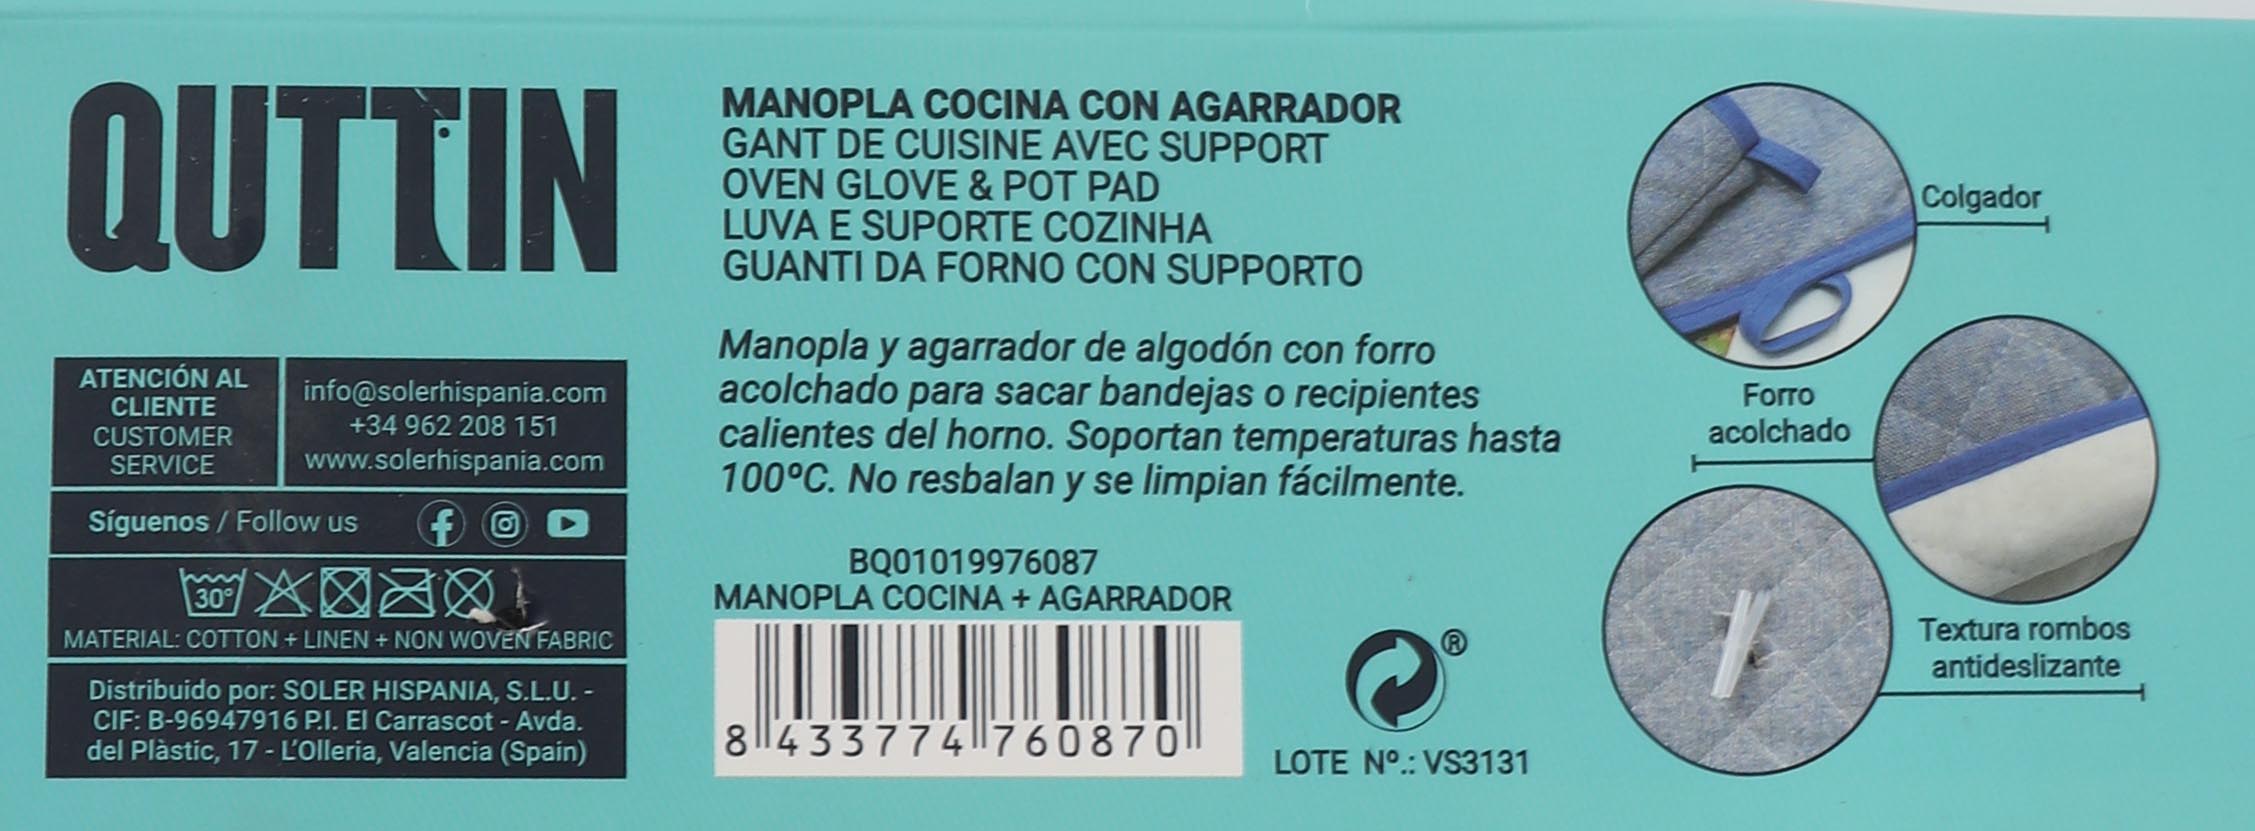 QUTTIN
ATENCIÓN AL
CLIENTE
CUSTOMER
SERVICE
info@solerhispania.com
+34 962 208 151
www.solerhispania.com
Síguenos / Follow us
30°
MATERIAL: COTTON + LINEN + NON WOVEN FABRIC
Distribuido por: SOLER HISPANIA, S.L.U. -
CIF: B-96947916 P.I. El Carrascot - Avda.
del Plàstic, 17 - L'Olleria, Valencia (Spain)
MANOPLA COCINA CON AGARRADOR
GANT DE CUISINE AVEC SUPPORT
OVEN GLOVE & POT PAD
LUVA E SUPORTE COZINHA
GUANTI DA FORNO CON SUPPORTO
Manopla y agarrador de algodón con forro
acolchado para sacar bandejas o recipientes
calientes del horno. Soportan temperaturas hasta
100ºC. No resbalan y se limpian fácilmente.
BQ01019976087
MANOPLA COCINA + AGARRADOR
8 433774 760870
®
LOTE Nº.: VS3131
Colgador
Forro
acolchado
Textura rombos
antideslizante